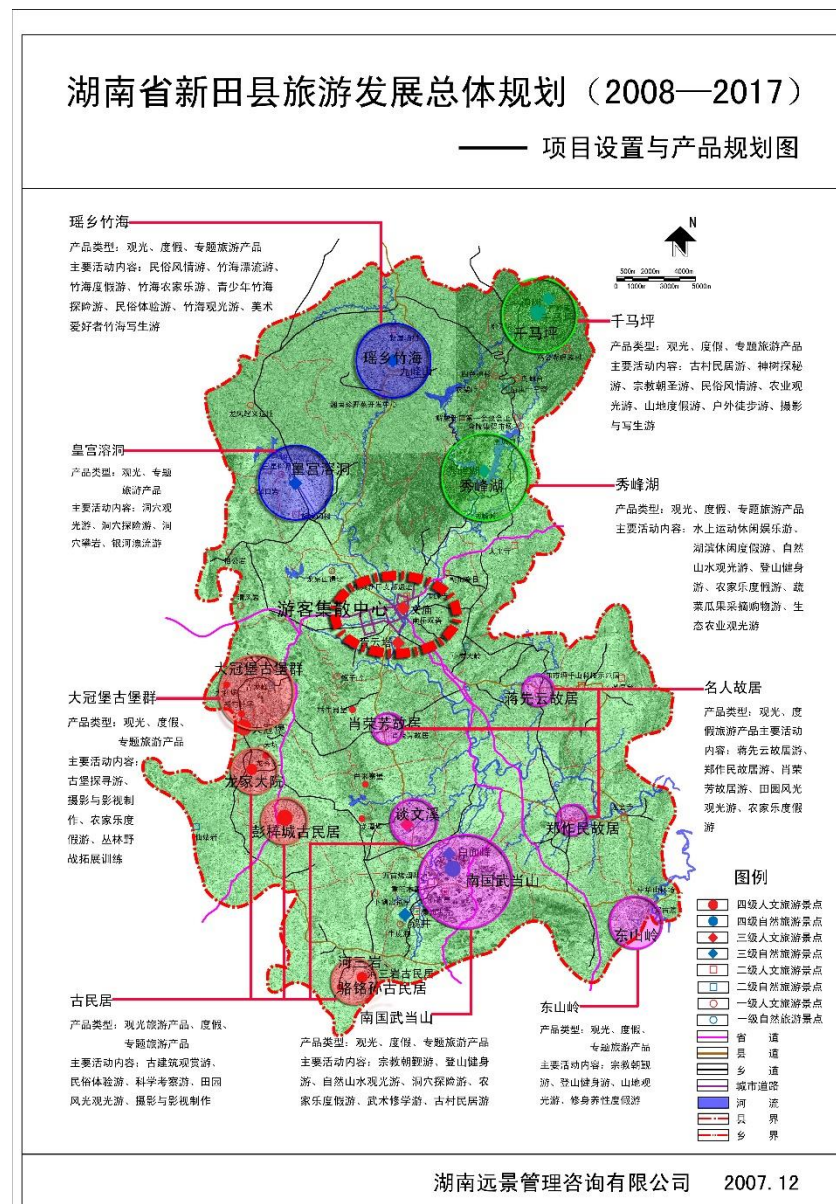 湖南省新田县旅游发展总体规划（2008—2017）
—— 项目设置与产品规划图
瑶乡竹海
产品类型：观光、度假、专题旅游产品
主要活动内容：民俗风情游、竹海漂流游、
竹海度假游、竹海农家乐游、青少年竹海
探险游、民俗体验游、竹海观光游、美术
爱好者竹海写生游
N
500m 2000m 4000m
0 1000m 3000m 5000m
千马坪
产品类型：观光、度假、专题旅游产品
主要活动内容：古村民居游、神树探秘
游、宗教朝圣游、民俗风情游、农业观
光游、山地度假游、户外徒步游、摄影
与写生游
皇宫溶洞
产品类型：观光、专题
旅游产品
主要活动内容：洞穴观
光游、洞穴探险游、洞
穴攀岩、银河漂流游
秀峰湖
产品类型：观光、度假、专题旅游产品
主要活动内容：水上运动休闲娱乐游、
湖滨休闲度假游、自然
山水观光游、登山健身
游、农家乐度假游、蔬
菜瓜果采摘购物游、生
态农业观光游
千马坪
瑶乡竹海
九峰山
皇宫溶洞
秀峰湖
游客集散中心
文庙
青云塔
大冠堡古堡群
蒋先云故居
肖荣芳故居
龙家大院
彭梓城古民居
谈文溪
郑作民故居
白面峰
南国武当山
东山岭
河三岩
骆铭孙古民居
大冠堡古堡群
产品类型：观光、度假、
专题旅游产品
主要活动内容：
古堡探寻游、
摄影与影视制
作、农家乐度
假游、丛林野
战拓展训练
名人故居
产品类型：观光、度
假旅游产品主要活动
内容：蒋先云故居游、
郑作民故居游、肖荣
芳故居游、田园风光
观光游、农家乐度假
游
古民居
产品类型：观光旅游产品、度假、
专题旅游产品
主要活动内容：古建筑观赏游、
民俗体验游、科学考察游、田园
风光观光游、摄影与影视制作
南国武当山
产品类型：观光、度假、专题旅游产品
主要活动内容：宗教朝觐游、登山健身
游、自然山水观光游、洞穴探险游、农
家乐度假游、武术修学游、古村民居游
东山岭
产品类型：观光、度假、
专题旅游产品
主要活动内容：宗教朝觐
游、登山健身游、山地观
光游、修身养性度假游
图例
四级人文旅游景点
四级自然旅游景点
三级人文旅游景点
三级自然旅游景点
二级人文旅游景点
二级自然旅游景点
一级人文旅游景点
一级自然旅游景点
省 道
县 道
乡 道
城市道路
河 流
县 界
乡 界
湖南远景管理咨询有限公司 2007.12